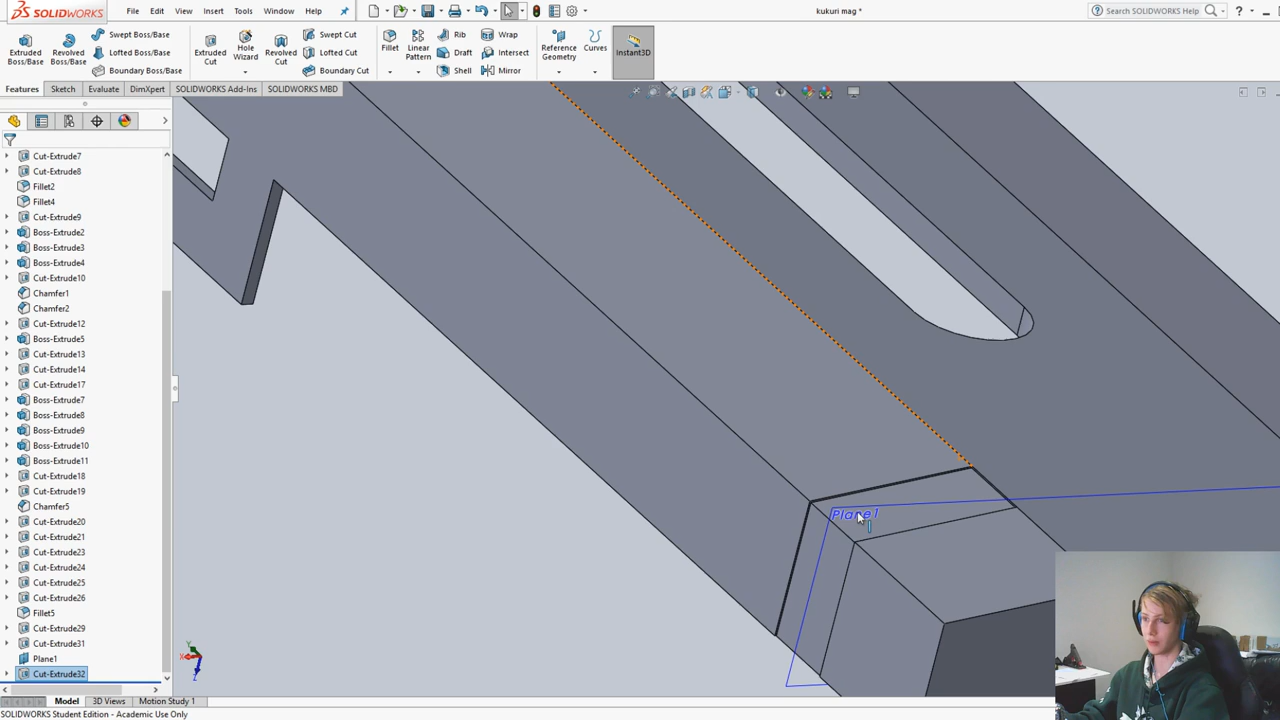 SOLIDWORKS
File
Edit
View
Insert
Tools
Window
Help
kukuri mag *
Search SOLIDWORKS Help
?
Extruded Boss/Base
Revolved Boss/Base
Swept Boss/Base
Lofted Boss/Base
Boundary Boss/Base
Extruded Cut
Hole Wizard
Revolved Cut
Swept Cut
Lofted Cut
Boundary Cut
Fillet
Linear Pattern
Rib
Draft
Shell
Wrap
Intersect
Mirror
Reference Geometry
Curves
Instant3D
Features
Sketch
Evaluate
DimXpert
SOLIDWORKS Add-Ins
SOLIDWORKS MBD
Cut-Extrude7
Cut-Extrude8
Fillet2
Fillet4
Cut-Extrude9
Boss-Extrude2
Boss-Extrude3
Boss-Extrude4
Cut-Extrude10
Chamfer1
Chamfer2
Cut-Extrude12
Boss-Extrude5
Cut-Extrude13
Cut-Extrude14
Cut-Extrude17
Boss-Extrude7
Boss-Extrude8
Boss-Extrude9
Boss-Extrude10
Boss-Extrude11
Cut-Extrude18
Cut-Extrude19
Chamfer5
Cut-Extrude20
Cut-Extrude21
Cut-Extrude23
Cut-Extrude24
Cut-Extrude25
Cut-Extrude26
Fillet5
Cut-Extrude29
Cut-Extrude31
Plane1
Cut-Extrude32
Plane1
Model
3D Views
Motion Study 1
SOLIDWORKS Student Edition - Academic Use Only